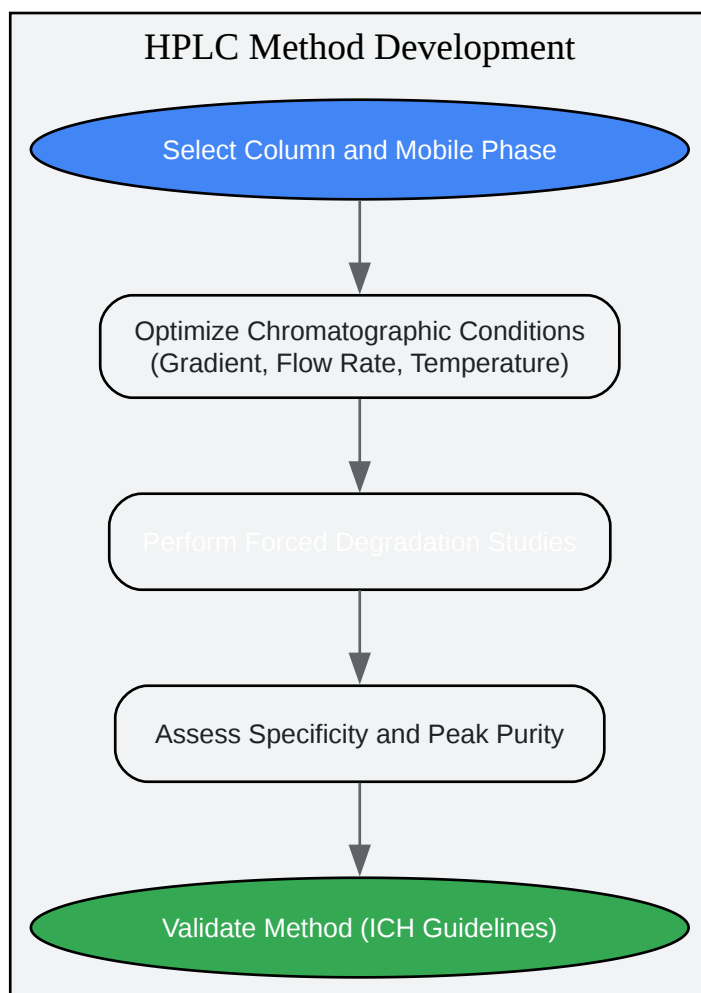 HPLC Method Development
Select Column and Mobile Phase
Optimize Chromatographic Conditions
(Gradient, Flow Rate, Temperature)
Perform Forced Degradation Studies
Assess Specificity and Peak Purity
Validate Method (ICH Guidelines)